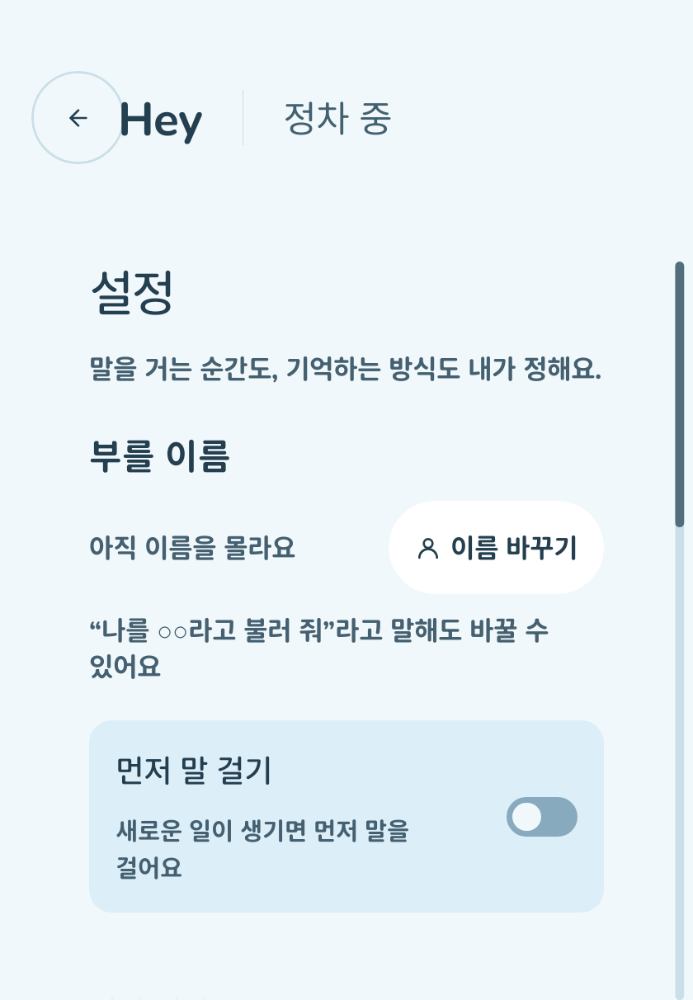 Hey
정차 중
설정
말을 거는 순간도, 기억하는 방식도 내가 정해요.
부를 이름
아직 이름을 몰라요
이름 바꾸기
“나를 ○○라고 불러 줘”라고 말해도 바꿀 수
있어요
먼저 말 걸기
새로운 일이 생기면 먼저 말을
걸어요